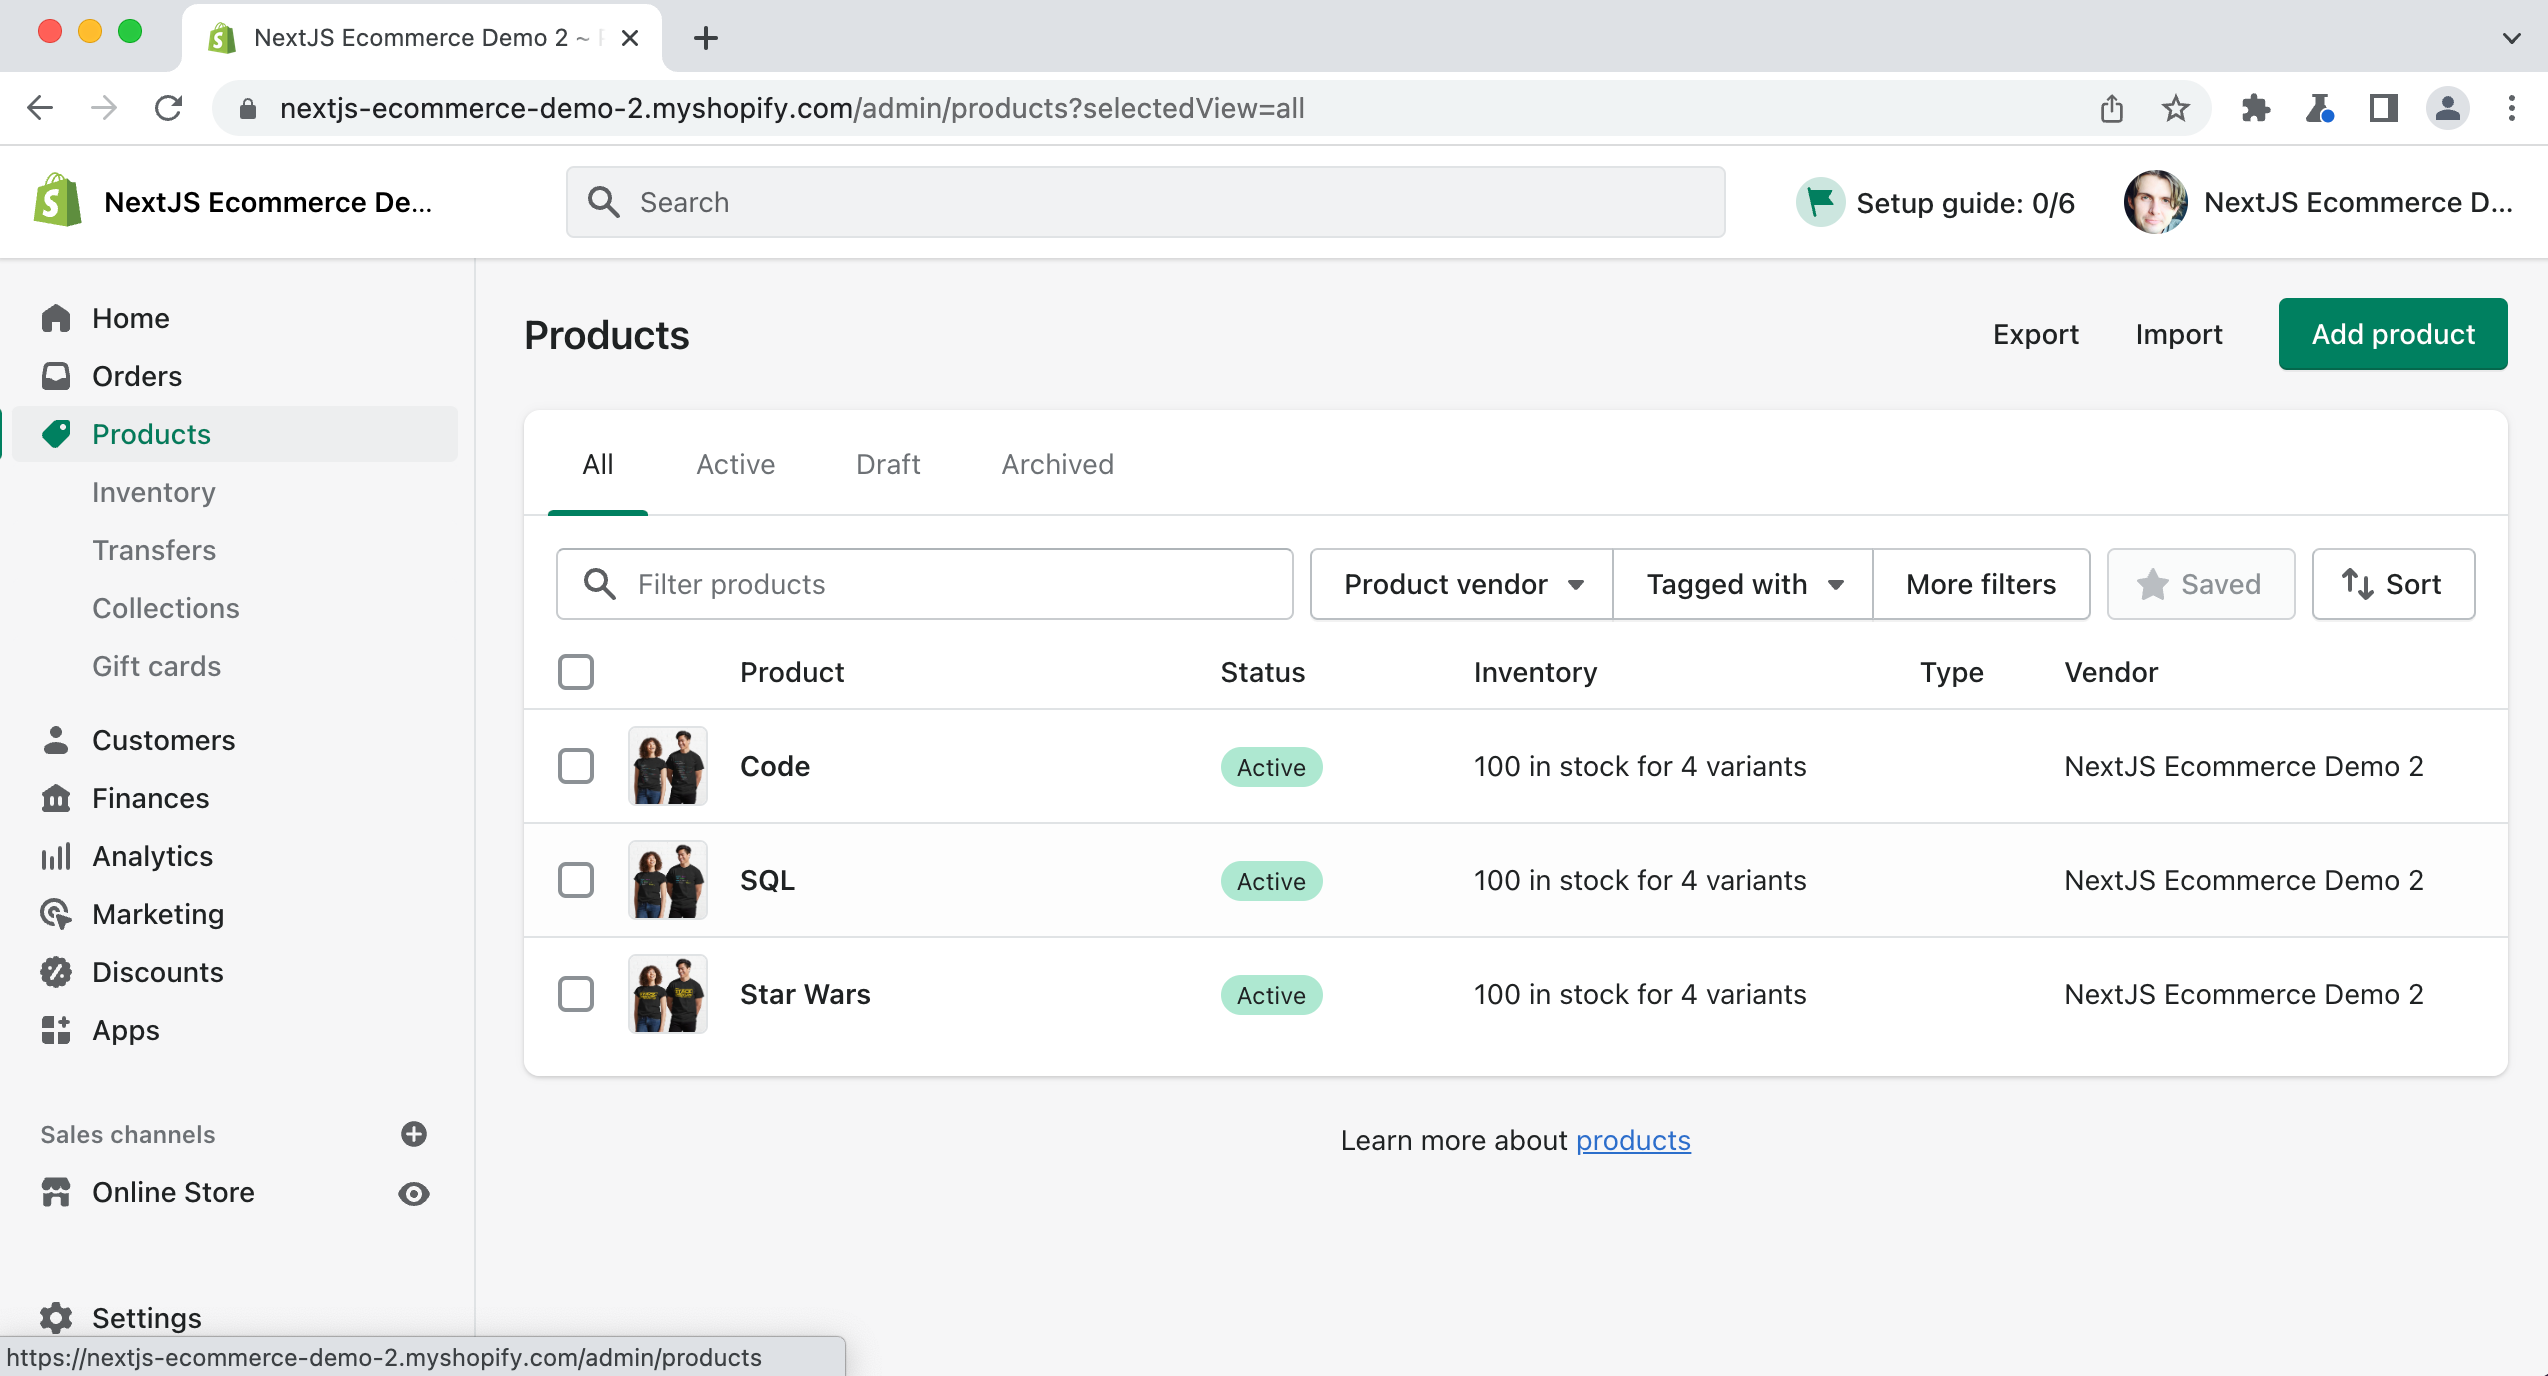 NextJS Ecommerce Demo 2 ~
nextjs-ecommerce-demo-2.myshopify.com/admin/products?selectedView=all
NextJS Ecommerce De...
Search
Setup guide: 0/6
NextJS Ecommerce D...
Home
Orders
Products
Inventory
Transfers
Collections
Gift cards
Customers
Finances
Analytics
Marketing
Discounts
Apps
Sales channels
Online Store
Settings
https://nextjs-ecommerce-demo-2.myshopify.com/admin/products
Products
Export Import Add product
All Active Draft Archived
Filter products Product vendor Tagged with More filters Saved Sort
Product Status Inventory Type Vendor
Code Active 100 in stock for 4 variants NextJS Ecommerce Demo 2
SQL Active 100 in stock for 4 variants NextJS Ecommerce Demo 2
Star Wars Active 100 in stock for 4 variants NextJS Ecommerce Demo 2
Learn more about products